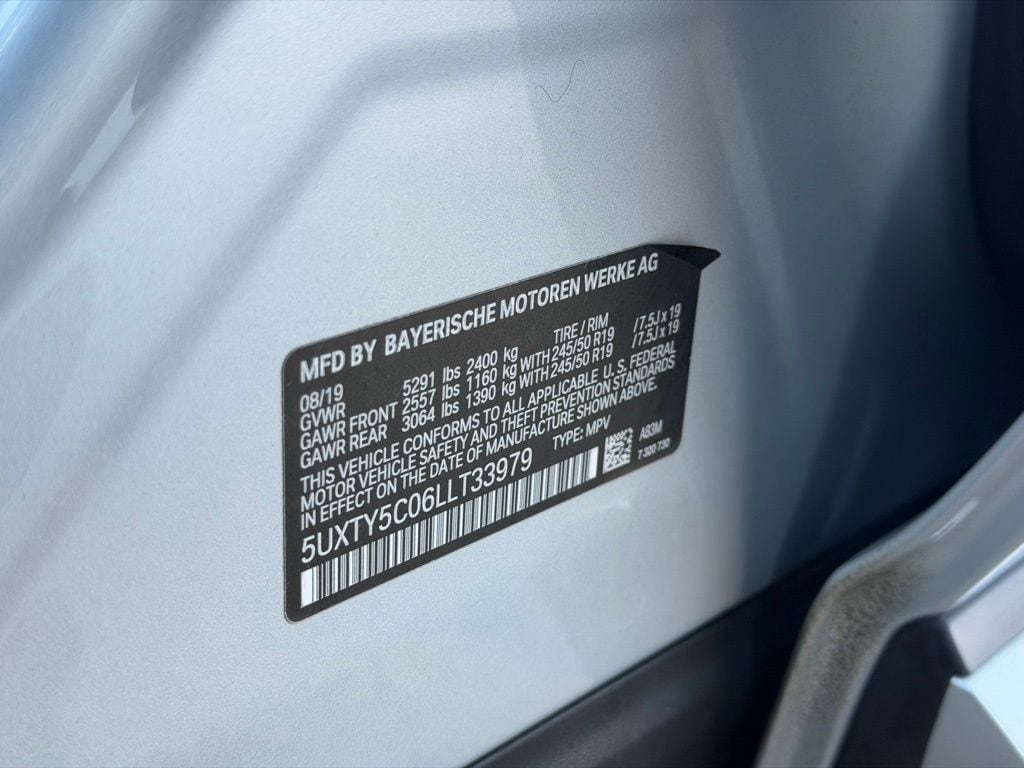 MFD BY BAYERISCHE MOTOREN WERKE AG
08/19 TIRE / RIM
GVWR 5291 lbs 2400 kg
GAWR FRONT 2557 lbs 1160 kg WITH 245/50 R19 /7.5J x 19
GAWR REAR 3064 lbs 1390 kg WITH 245/50 R19 /7.5J x 19
THIS VEHICLE CONFORMS TO ALL APPLICABLE U. S. FEDERAL
MOTOR VEHICLE SAFETY AND THEFT PREVENTION STANDARDS
IN EFFECT ON THE DATE OF MANUFACTURE SHOWN ABOVE.
5UXTY5C06LLT33979 TYPE: MPV
A83M
7 320 730